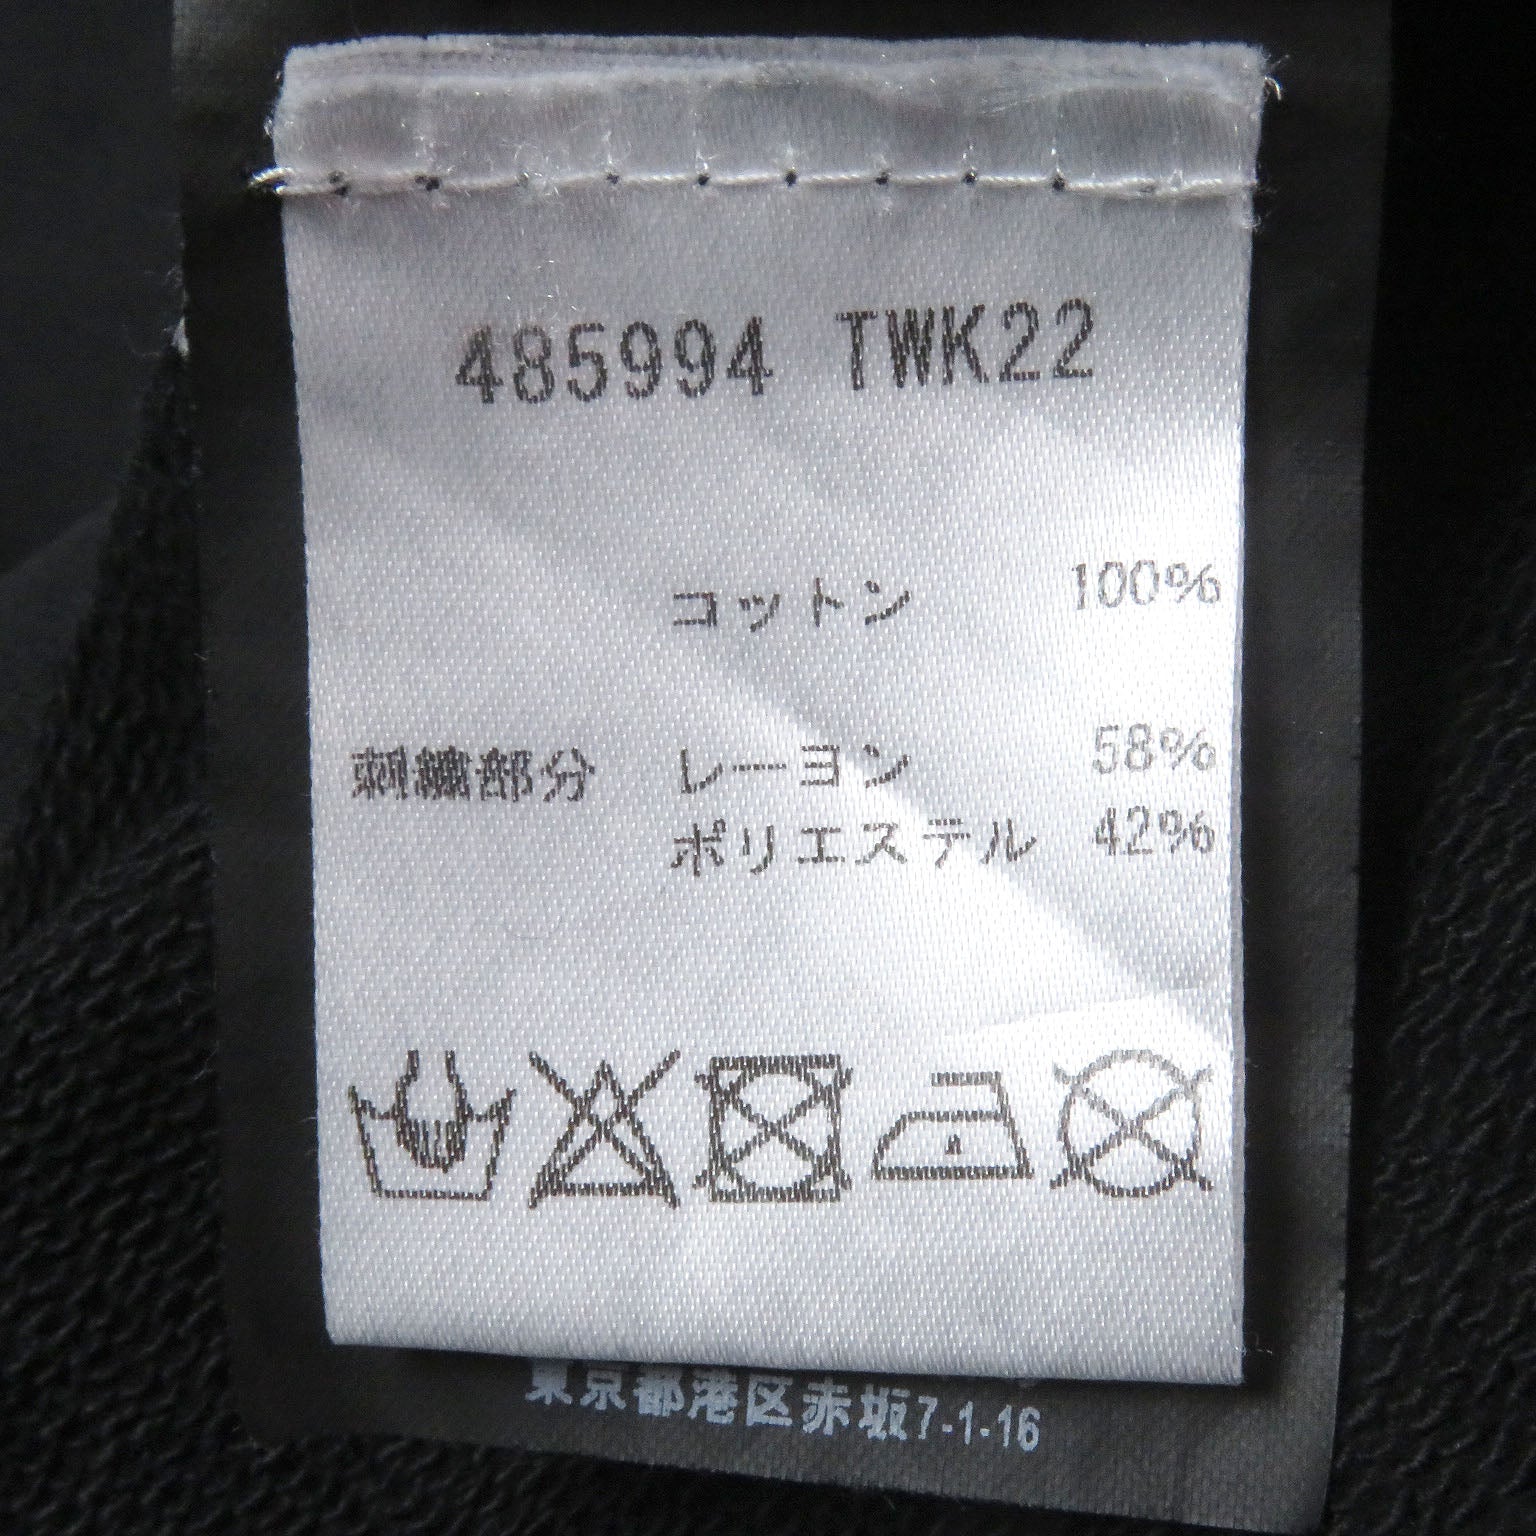 485994 TWK22
コットン 100%
刺繍部分 レーヨン 58%
ポリエステル 42%
東京都港区赤坂7-1-16